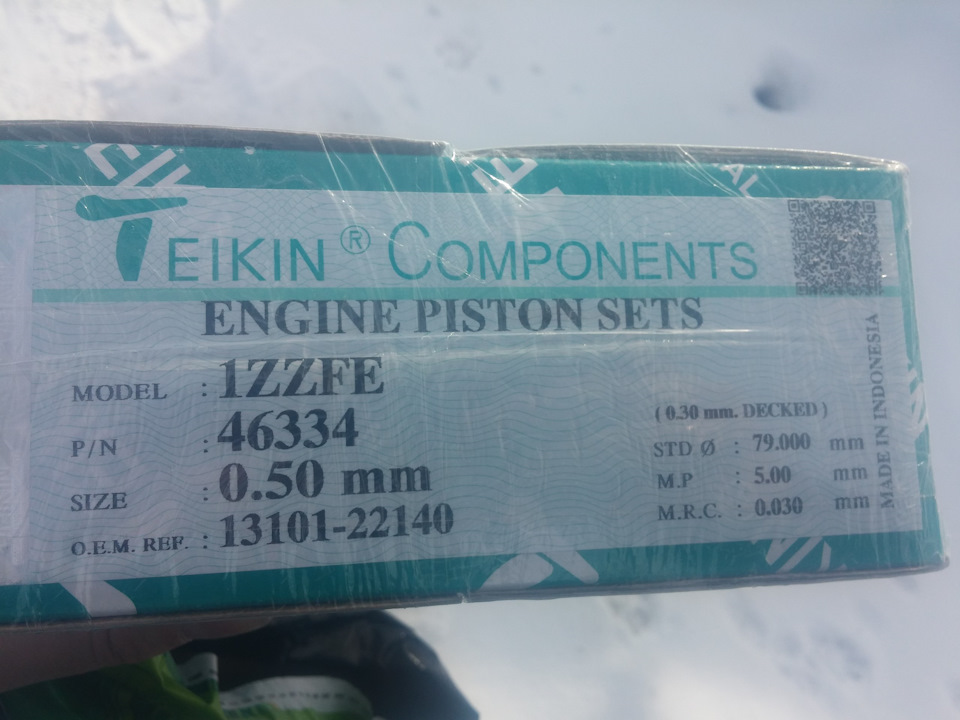 TEIKIN ® COMPONENTS
ENGINE PISTON SETS
MODEL : 1ZZFE
P/N : 46334
SIZE : 0.50 mm
O.E.M. REF. : 13101-22140
( 0.30 mm. DECKED )
STD Ø : 79.000 mm
M.P : 5.00 mm
M.R.C. : 0.030 mm
MADE IN INDONESIA